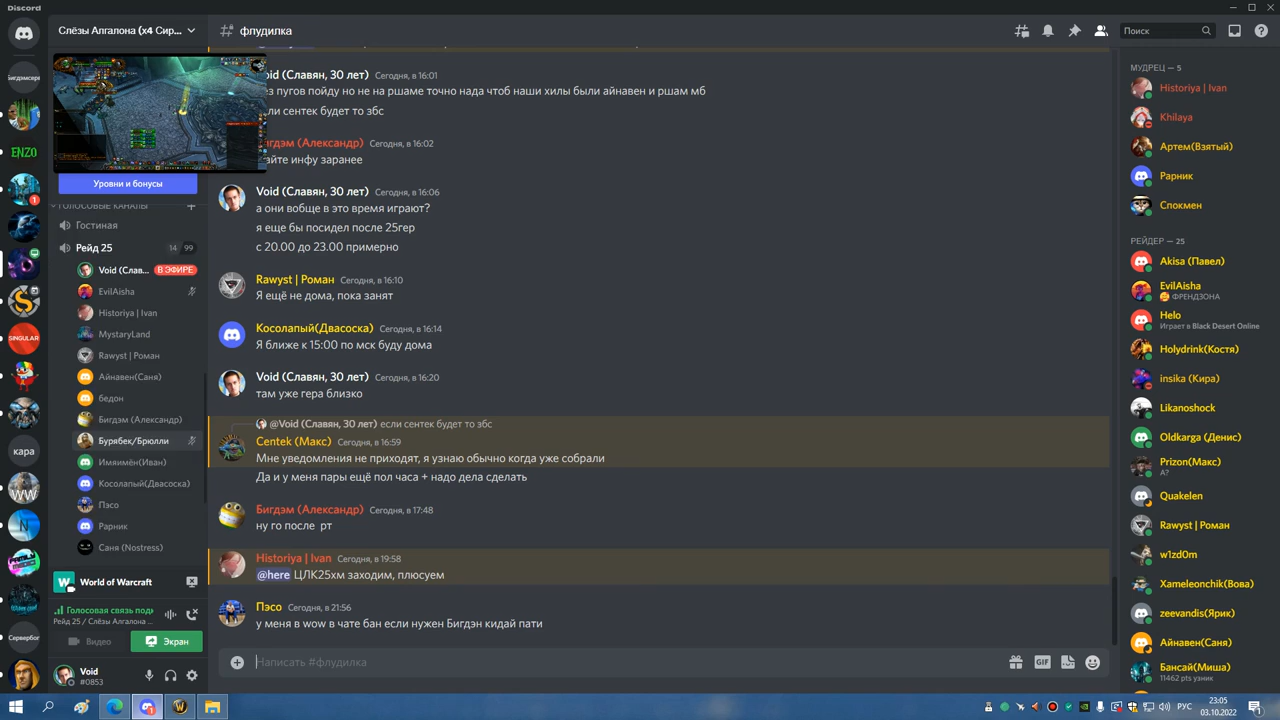 Discord
Слёзы Алгалона (x4 Сир...
флудилка
Поиск
Уровни и бонусы
ГОЛОСОВЫЕ КАНАЛЫ
Гостиная
Рейд 25
14 99
Void (Слав...
В ЭФИРЕ
EvilAisha
Historiya | Ivan
MystaryLand
Rawyst | Роман
Айнавен(Саня)
бедон
Бигдэм (Александр)
Бурябек/Брюлли
Имяимён(Иван)
Косолапый(Двасоска)
Пэсо
Рарник
Саня (Nostress)
World of Warcraft
Голосовая связь подк
Рейд 25 / Слёзы Алгалона ...
Видео
Экран
Void
#0853
ENZO
SINGULAR
кара
WW
N
1
oid (Славян, 30 лет) Сегодня, в 16:01
ез пугов пойду но не на ршаме точно надо чтоб наши хилы были айнавен и ршам мб
ли сентек будет то збс
игдэм (Александр) Сегодня, в 16:02
айте инфу заранее
Void (Славян, 30 лет) Сегодня, в 16:06
а они вобще в это время играют?
я еще бы посидел после 25гер
с 20.00 до 23.00 примерно
Rawyst | Роман Сегодня, в 16:10
Я ещё не дома, пока занят
Косолапый(Двасоска) Сегодня, в 16:14
Я ближе к 15:00 по мск буду дома
Void (Славян, 30 лет) Сегодня, в 16:20
там уже гера близко
@Void (Славян, 30 лет) если сентек будет то збс
Centek (Макс) Сегодня, в 16:59
Мне уведомления не приходят, я узнаю обычно когда уже собрали
Да и у меня пары ещё пол часа + надо дела сделать
Бигдэм (Александр) Сегодня, в 17:48
ну го после рт
Historiya | Ivan Сегодня, в 19:58
@here ЦЛК25хм заходим, плюсуем
Пэсо Сегодня, в 21:56
у меня в wow в чате бан если нужен Бигдэн кидай пати
Написать #флудилка
GIF
МУДРЕЦ — 5
Historiya | Ivan
Khilaya
Артем(Взятый)
Рарник
Спокмен
РЕЙДЕР — 25
Akisa (Павел)
EvilAisha
ФРЕНДЗОНА
Helo
Играет в Black Desert Online
Holydrink(Костя)
insika (Кира)
Likanoshock
Oldkarga (Денис)
Prizon(Макс)
А?
Quakelen
Rawyst | Роман
w1zd0m
Xameleonchik(Вова)
zeevandis(Ярик)
Айнавен(Саня)
Бансай(Миша)
11462 pts узник
РУС
23:05
03.10.2022